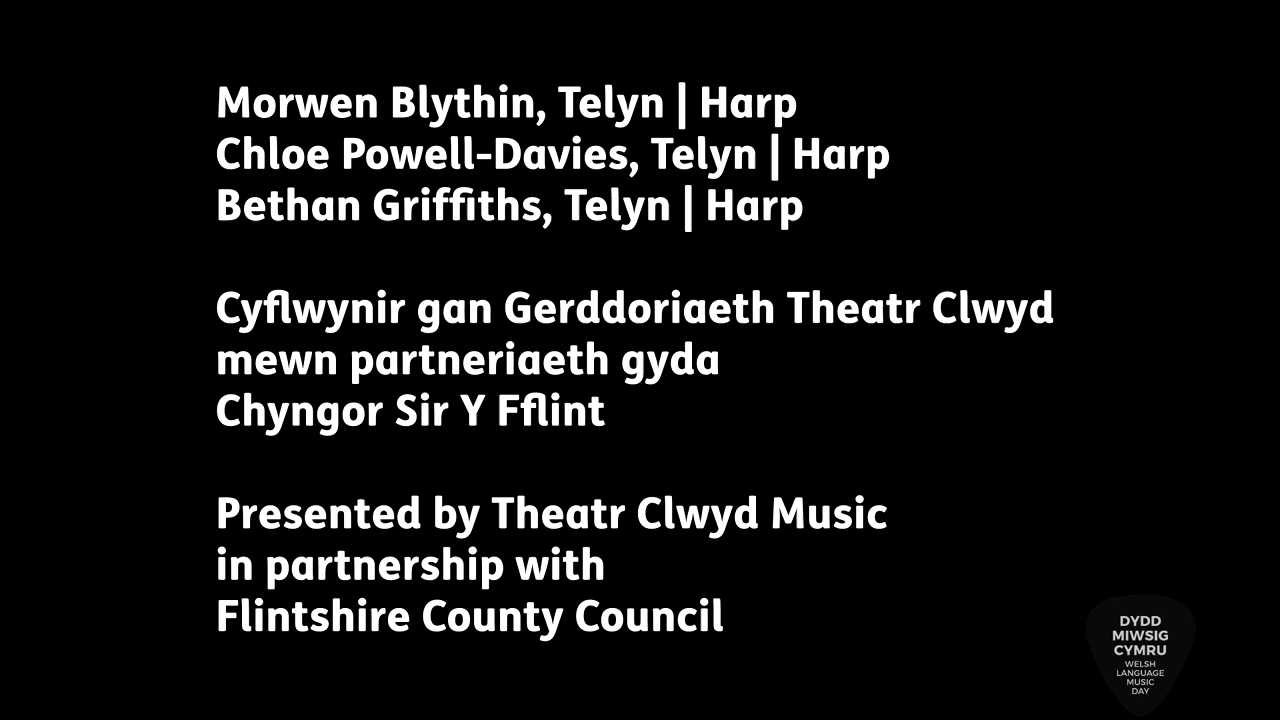 Morwen Blythin, Telyn | Harp
Chloe Powell-Davies, Telyn | Harp
Bethan Griffiths, Telyn | Harp
Cyflwynir gan Gerddoriaeth Theatr Clwyd
mewn partneriaeth gyda
Chyngor Sir Y Fflint
Presented by Theatr Clwyd Music
in partnership with
Flintshire County Council
DYDD
MIWSIG
CYMRU
WELSH
LANGUAGE
MUSIC
DAY